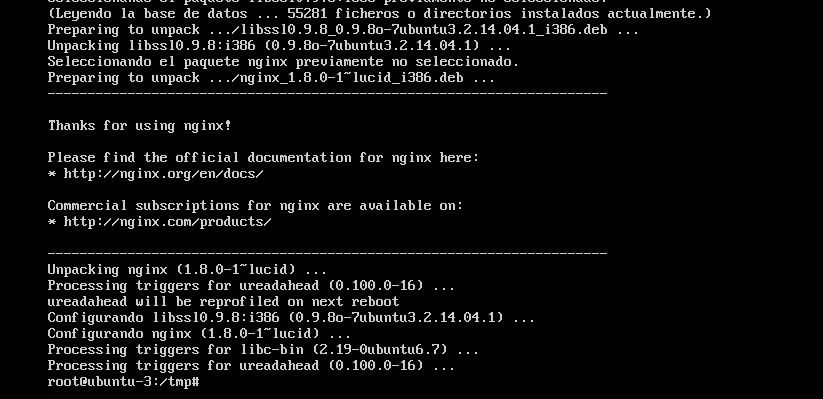 (Leyendo la base de datos ... 55281 ficheros o directorios instalados actualmente.)
Preparing to unpack .../libssl0.9.8_0.9.8o-7ubuntu3.2.14.04.1_i386.deb ...
Unpacking libssl0.9.8:i386 (0.9.8o-7ubuntu3.2.14.04.1) ...
Seleccionando el paquete nginx previamente no seleccionado.
Preparing to unpack .../nginx_1.8.0-1~lucid_i386.deb ...
----------------------------------------------------------------------
Thanks for using nginx!
Please find the official documentation for nginx here:
* http://nginx.org/en/docs/
Commercial subscriptions for nginx are available on:
* http://nginx.com/products/
----------------------------------------------------------------------
Unpacking nginx (1.8.0-1~lucid) ...
Processing triggers for ureadahead (0.100.0-16) ...
ureadahead will be reprofiled on next reboot
Configurando libssl0.9.8:i386 (0.9.8o-7ubuntu3.2.14.04.1) ...
Configurando nginx (1.8.0-1~lucid) ...
Processing triggers for libc-bin (2.19-0ubuntu6.7) ...
Processing triggers for ureadahead (0.100.0-16) ...
root@ubuntu-3:/tmp#